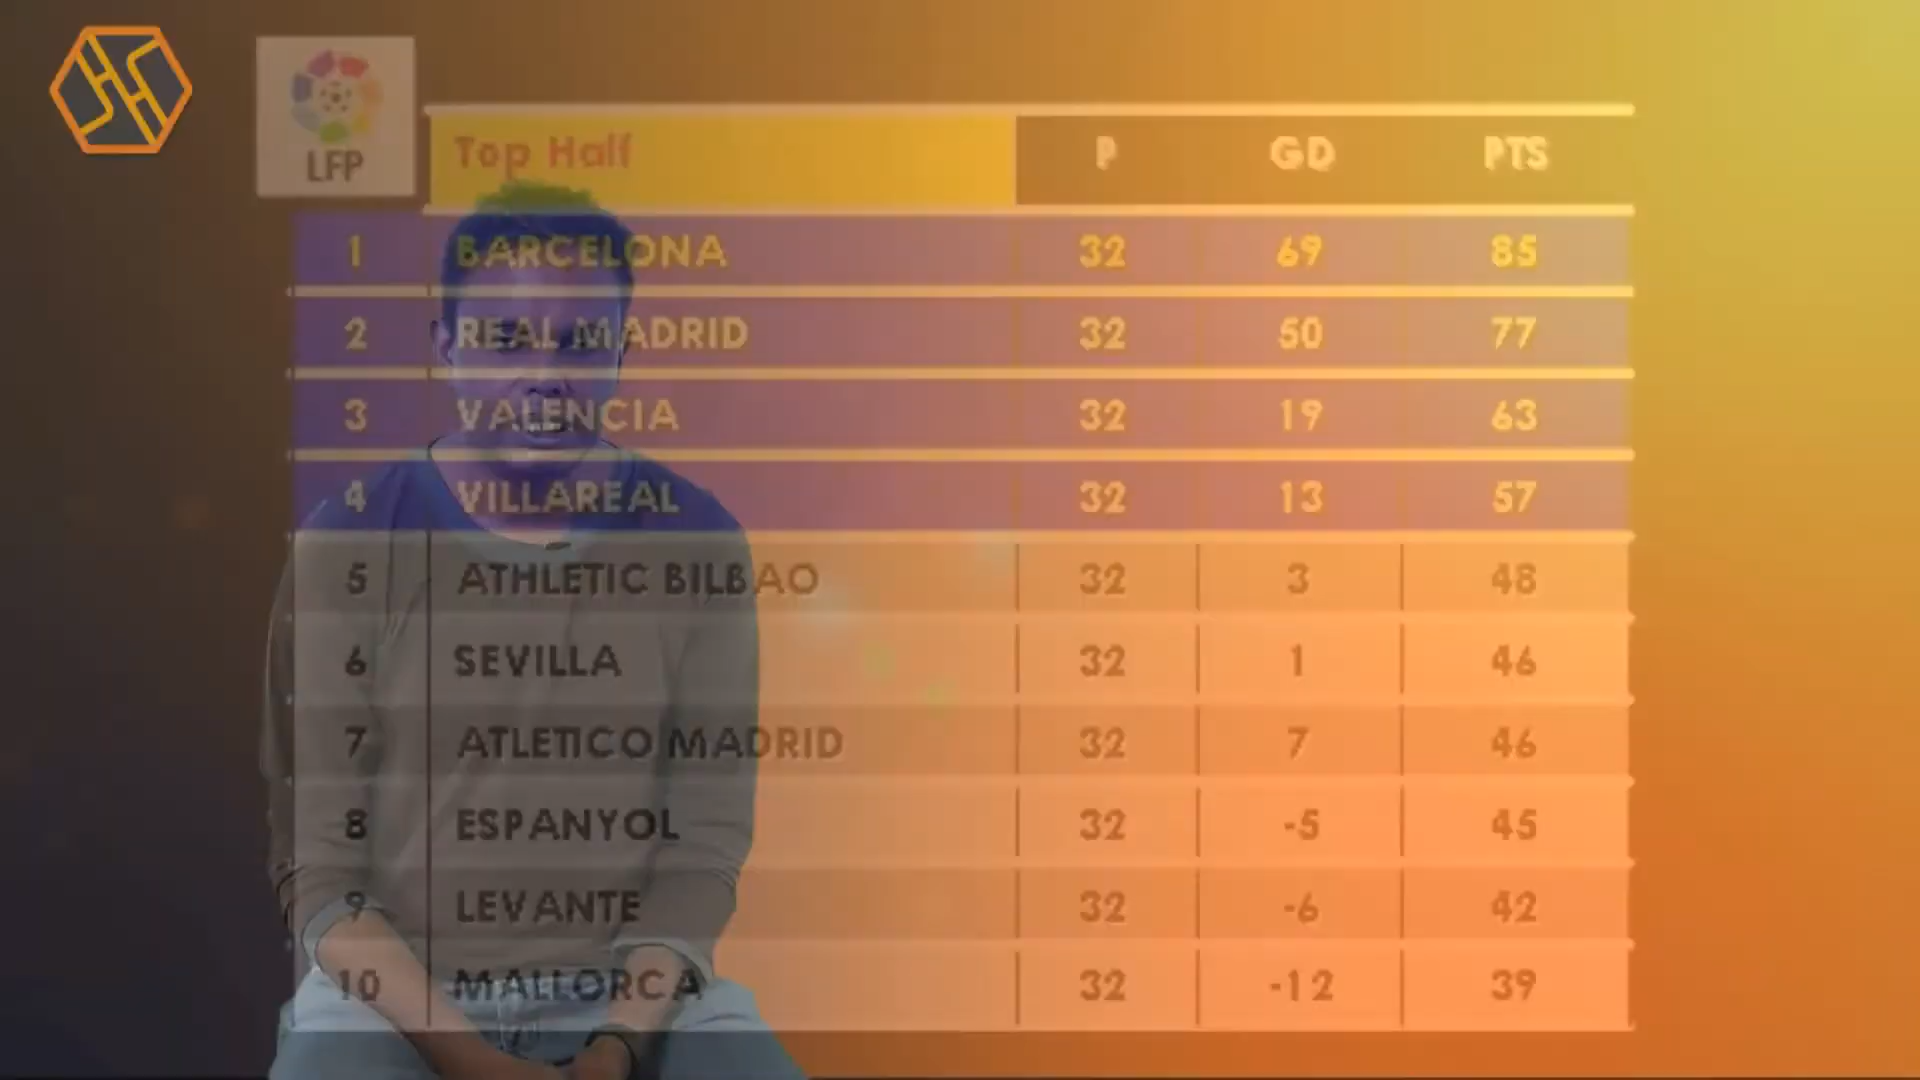 LFP
Top Half P GD PTS
1 BARCELONA 32 69 85
2 REAL MADRID 32 50 77
3 VALENCIA 32 19 63
4 VILLAREAL 32 13 57
5 ATHLETIC BILBAO 32 3 48
6 SEVILLA 32 1 46
7 ATLETICO MADRID 32 7 46
8 ESPANYOL 32 -5 45
9 LEVANTE 32 -6 42
10 MALLORCA 32 -12 39